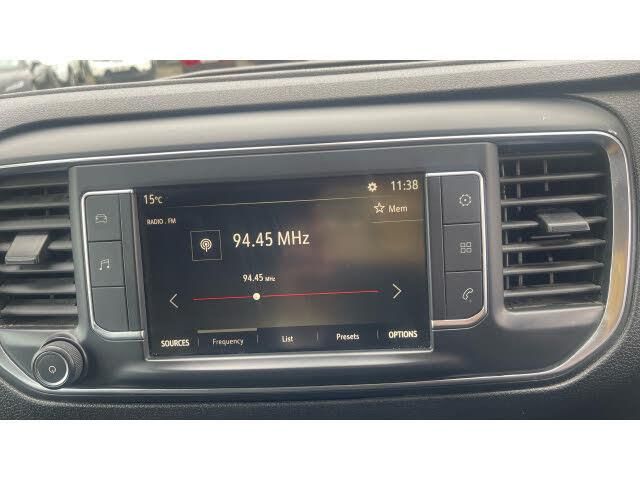 15°C 11:38
RADIO . FM
Mem
94.45 MHz
94.45 MHz
SOURCES Frequency List Presets OPTIONS